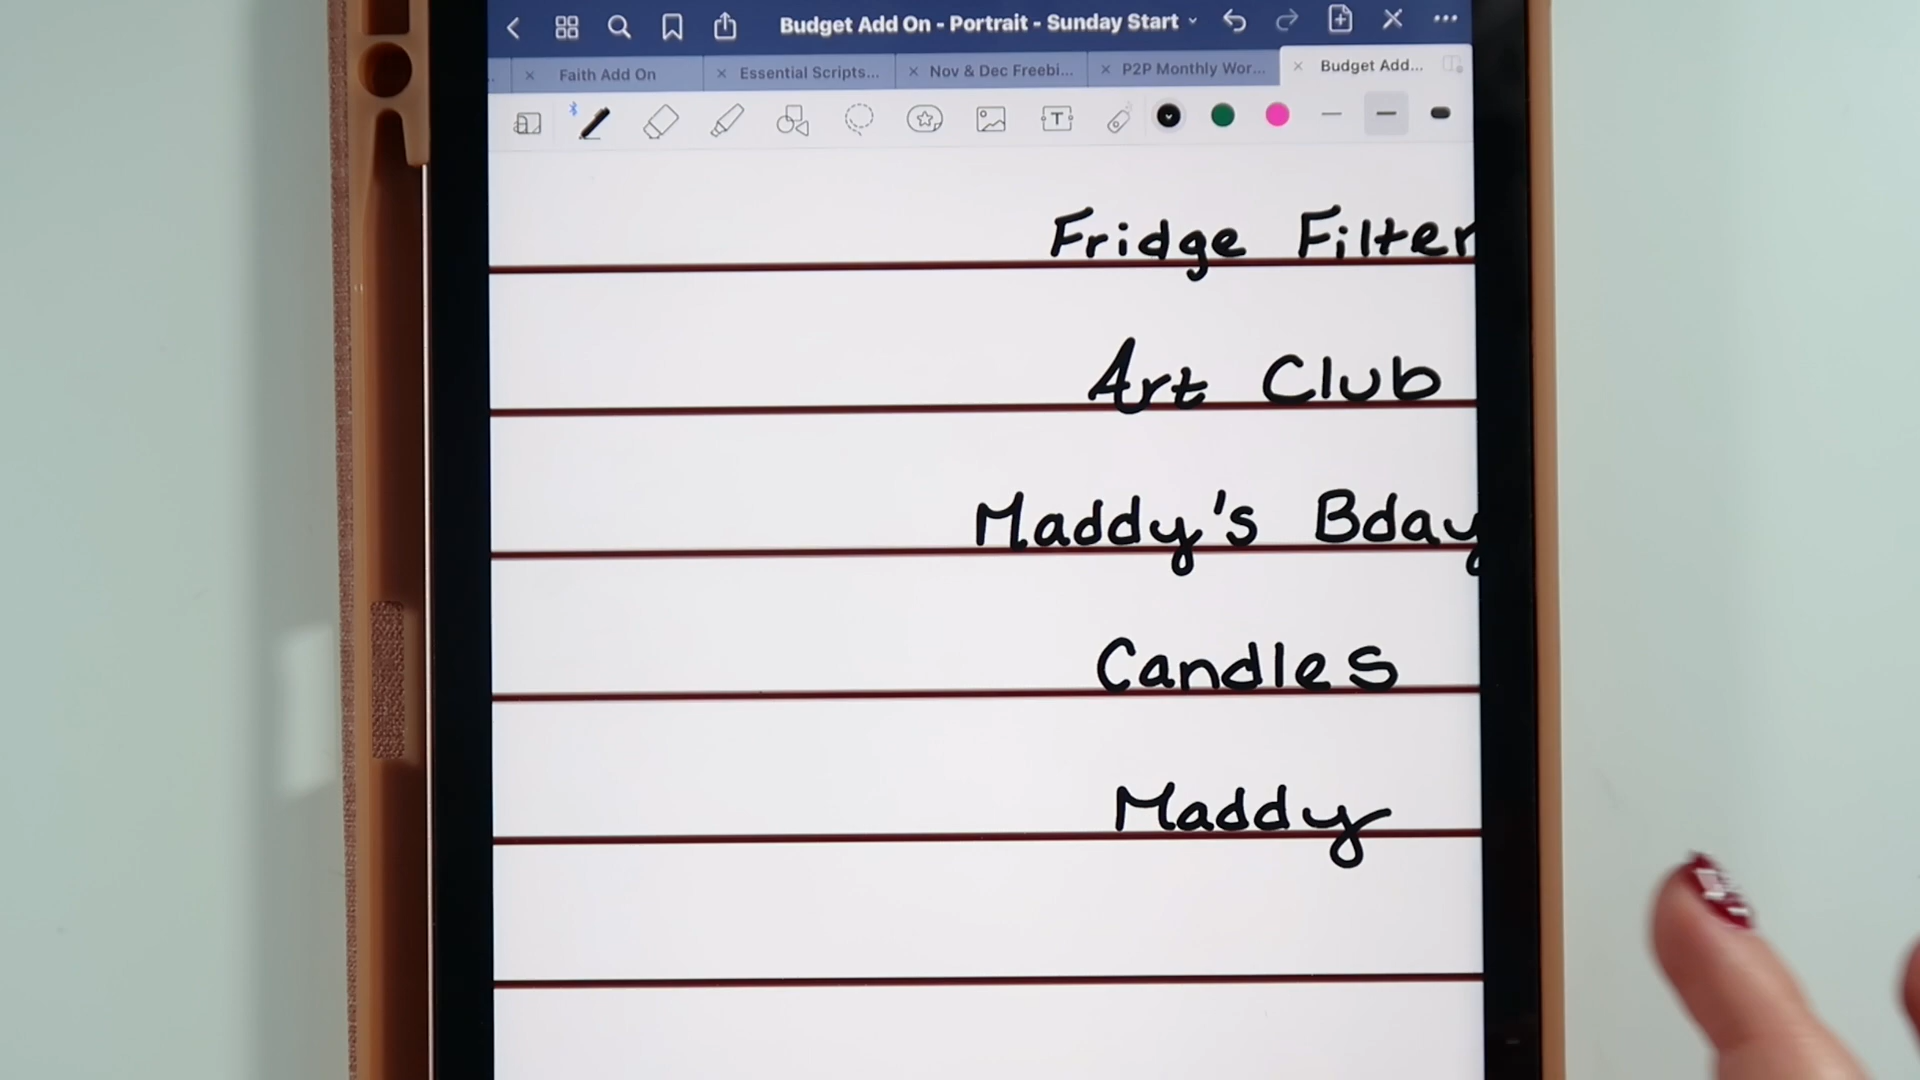 Budget Add On - Portrait - Sunday Start
Faith Add On
Essential Scripts...
Nov & Dec Freebi...
P2P Monthly Wor...
Budget Add...
Fridge Filter
Art Club
Maddy's Bday
Candles
Maddy